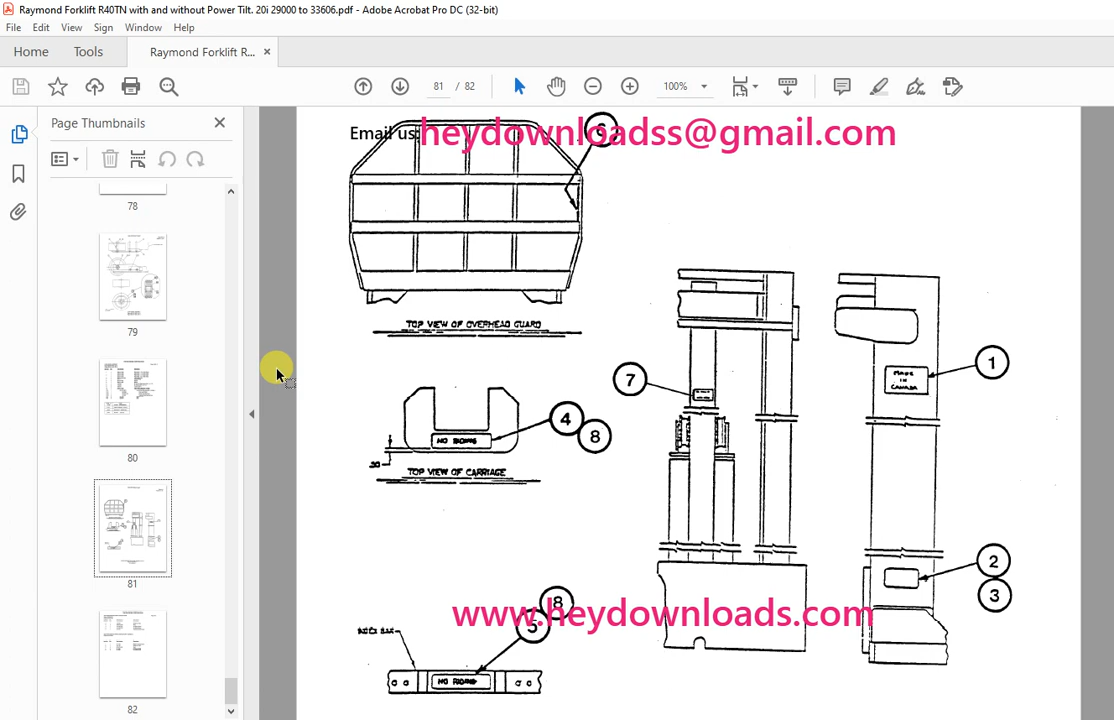 Raymond Forklift R40TN with and without Power Tilt. 20i 29000 to 33606.pdf - Adobe Acrobat Pro DC (32-bit)
File Edit View Sign Window Help
Home Tools Raymond Forklift R... ×
81 / 82 100%
Page Thumbnails
78
79
80
81
82
Email us:
heydownloadss@gmail.com
6
TOP VIEW OF OVERHEAD GUARD
1
MADE
IN
CANADA
7
4
8
NO RIDING
.50
TOP VIEW OF CARRIAGE
2
3
8
5
www.heydownloads.com
NO RIDING